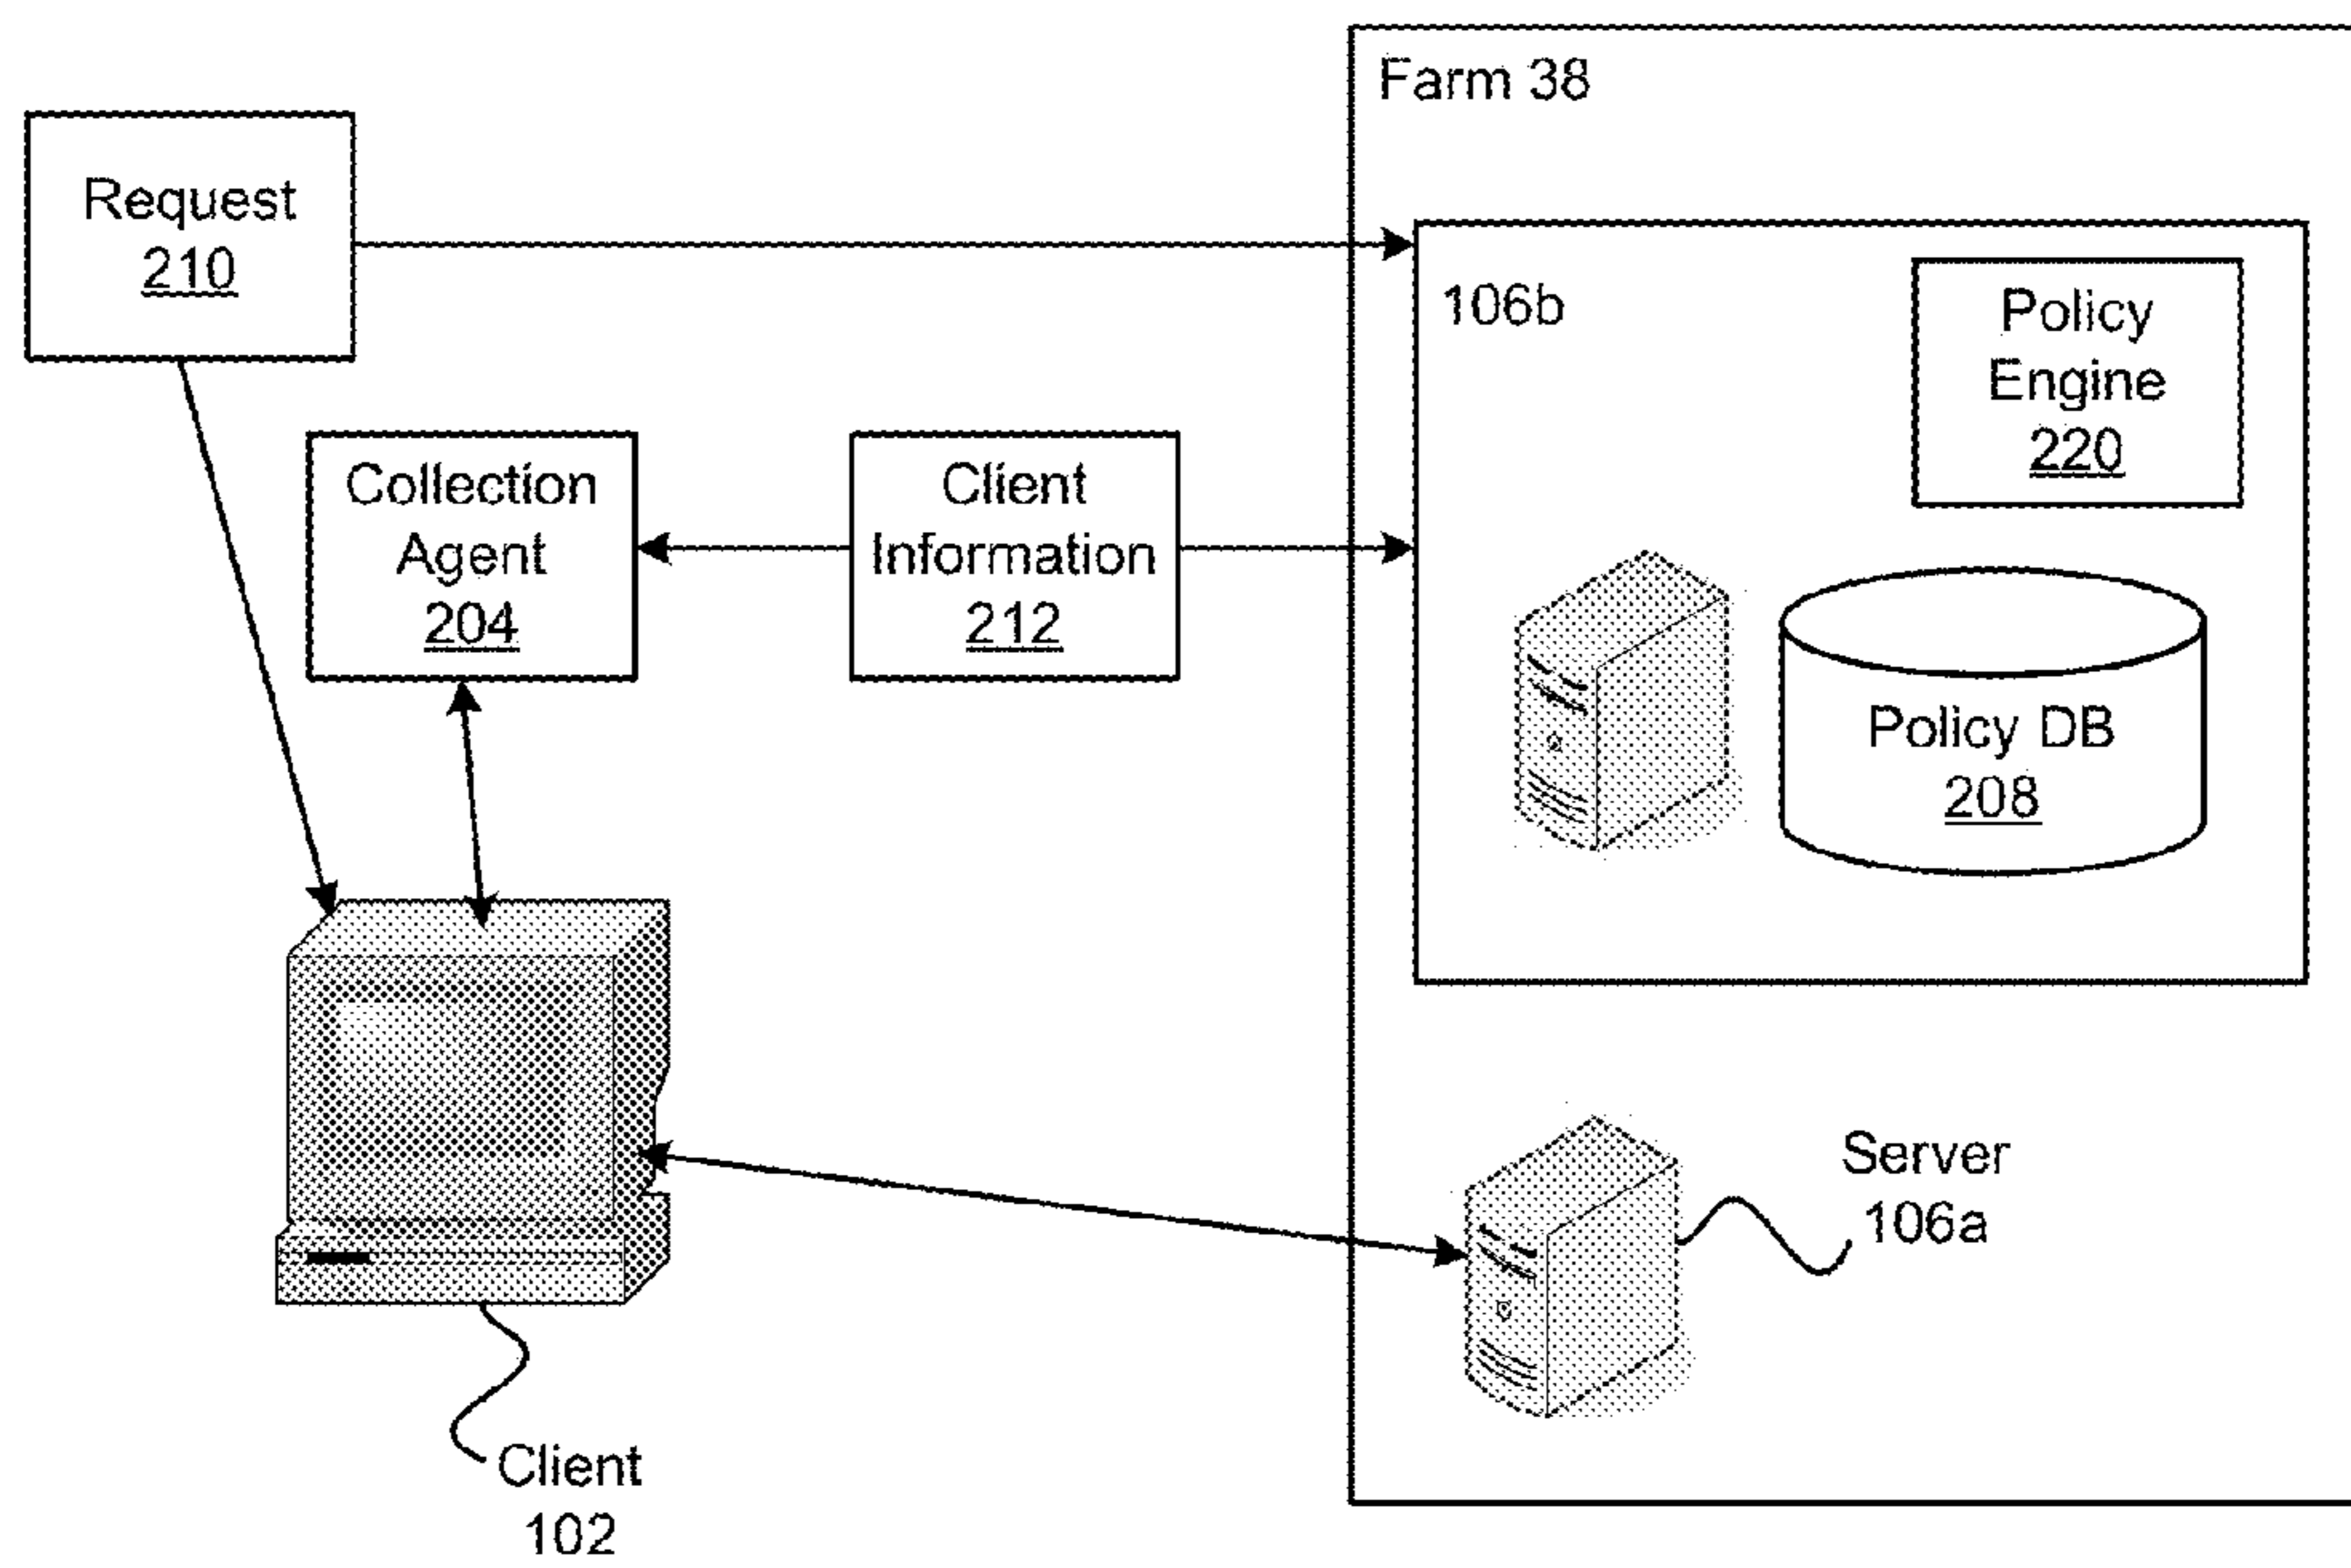 Farm 38
Request
210
106b
Policy
Engine
220
Collection
Agent
204
Client
Information
212
Policy DB
208
Server
106a
Client
102